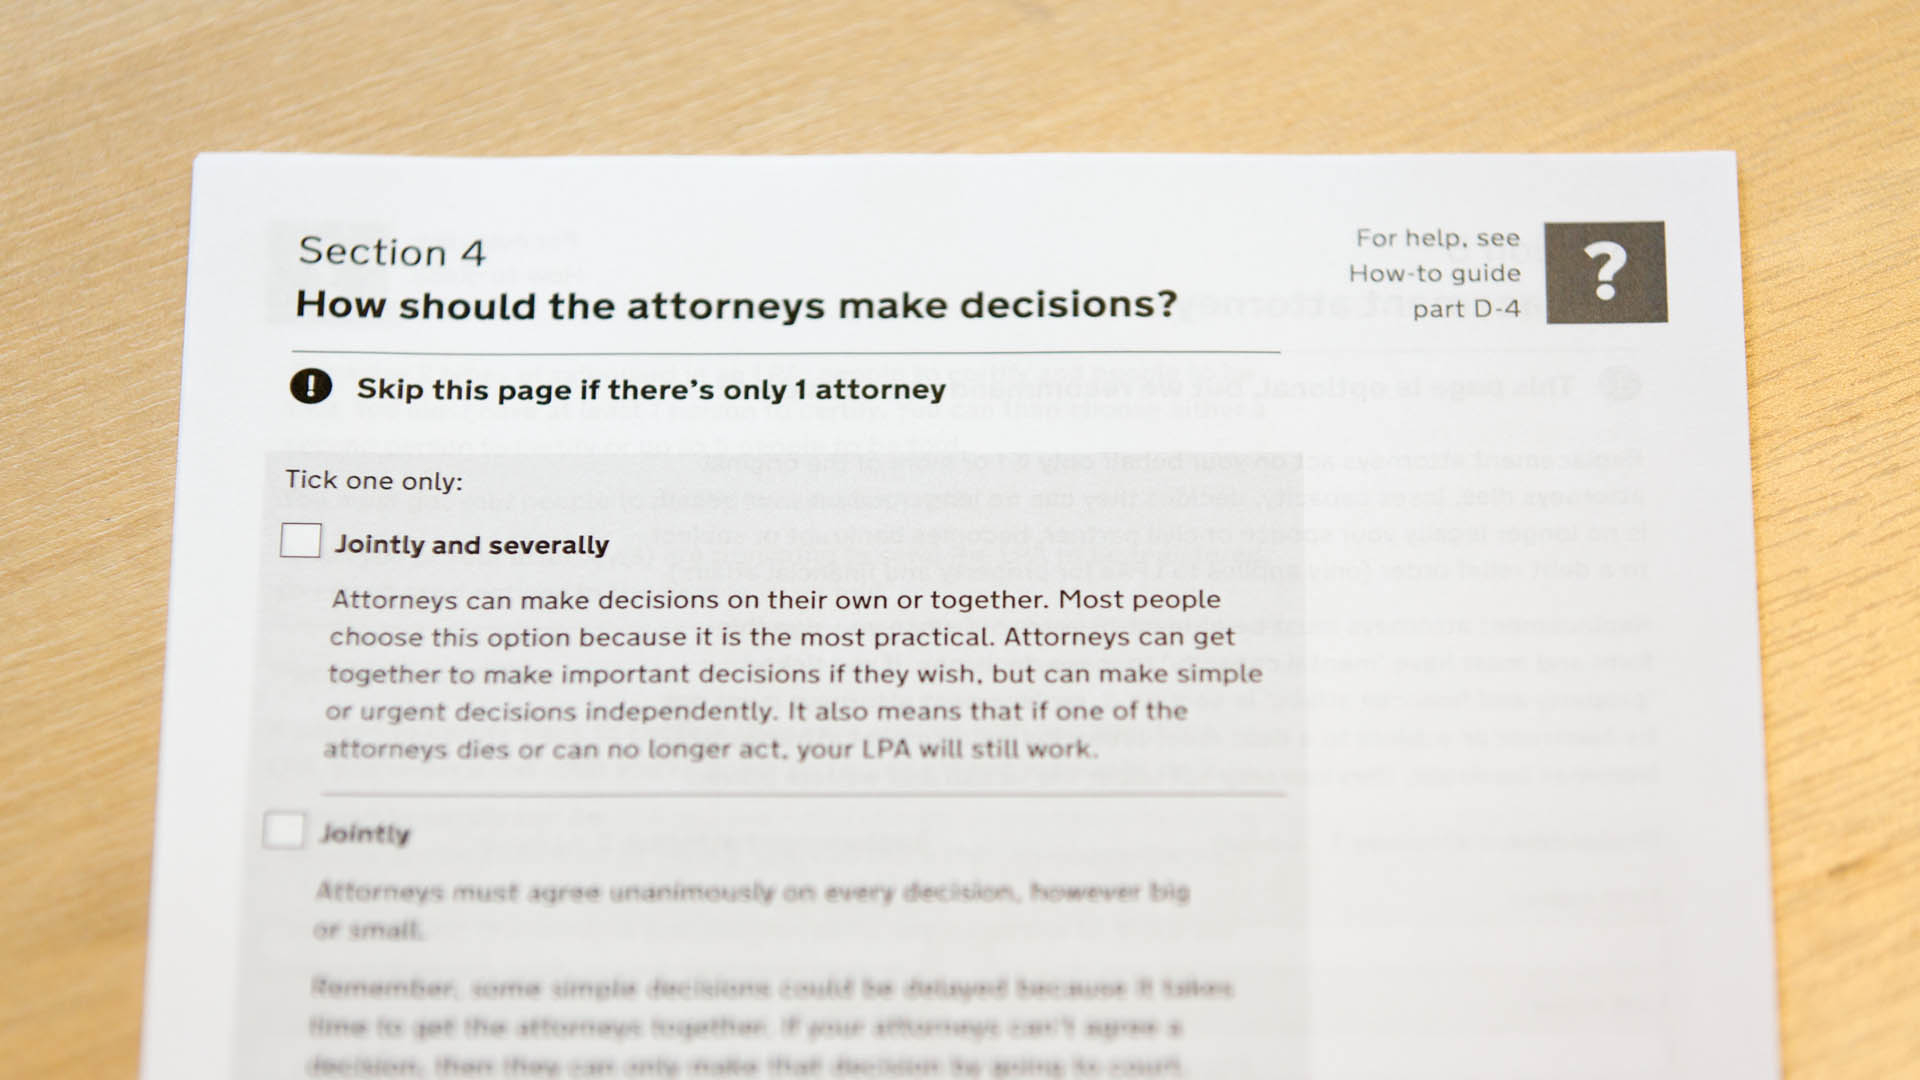 Section 4
How should the attorneys make decisions?
For help, see
How-to guide
part D-4
?
! Skip this page if there's only 1 attorney
Tick one only:
Jointly and severally
Attorneys can make decisions on their own or together. Most people
choose this option because it is the most practical. Attorneys can get
together to make important decisions if they wish, but can make simple
or urgent decisions independently. It also means that if one of the
attorneys dies or can no longer act, your LPA will still work.
Jointly
Attorneys must agree unanimously on every decision, however big
or small.
Remember, some simple decisions could be delayed because it takes
time to get the attorneys together. If your attorneys can't agree a
decision, then they can only make that decision by going to court.